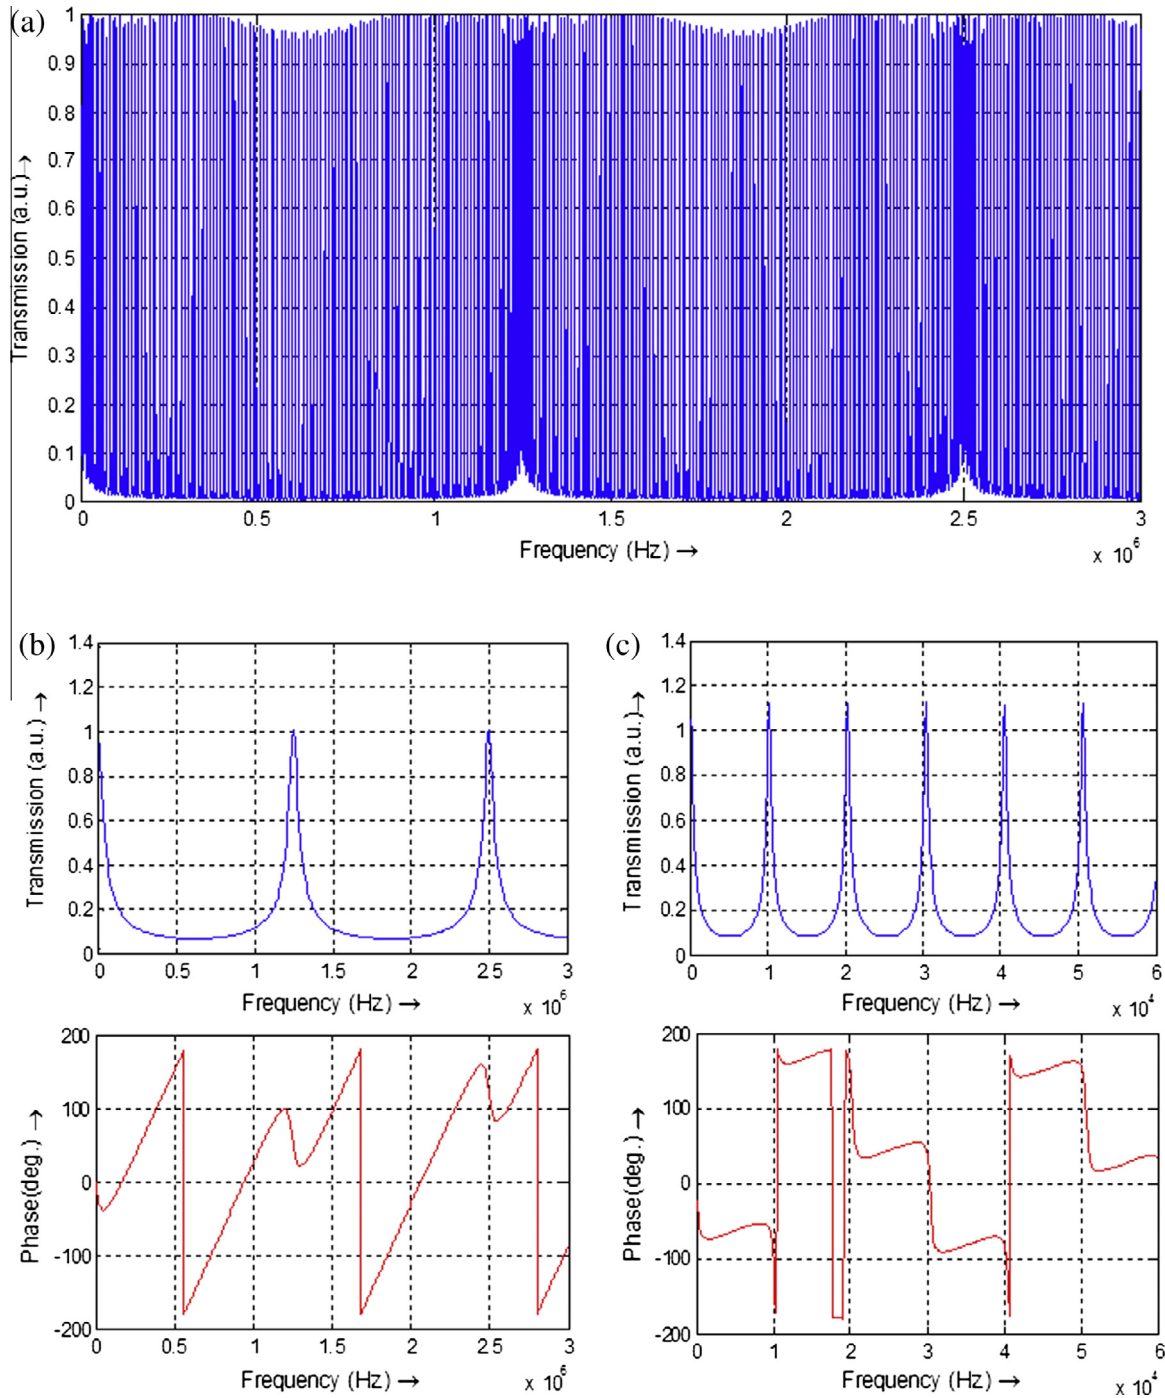 (a)
1
0.9
0.8
0.7
0.6
0.5
0.4
0.3
0.2
0.1
0
Transmission (a.u.)→
0 0.5 1 1.5 2 2.5 3
Frequency (Hz) →
x 10^6
(b)
1.4
1.2
1
0.8
0.6
0.4
0.2
0
Transmission (a.u.) →
0 0.5 1 1.5 2 2.5 3
Frequency (Hz) →
x 10^6
(c)
1.4
1.2
1
0.8
0.6
0.4
0.2
0
Transmission (a.u.)→
0 1 2 3 4 5 6
Frequency (Hz) →
x 10^4
200
100
0
-100
-200
Phase(deg.) →
0 0.5 1 1.5 2 2.5 3
Frequency (Hz) →
x 10^6
200
100
0
-100
-200
Phase(deg.) →
0 1 2 3 4 5 6
Frequency (Hz) →
x 10^4